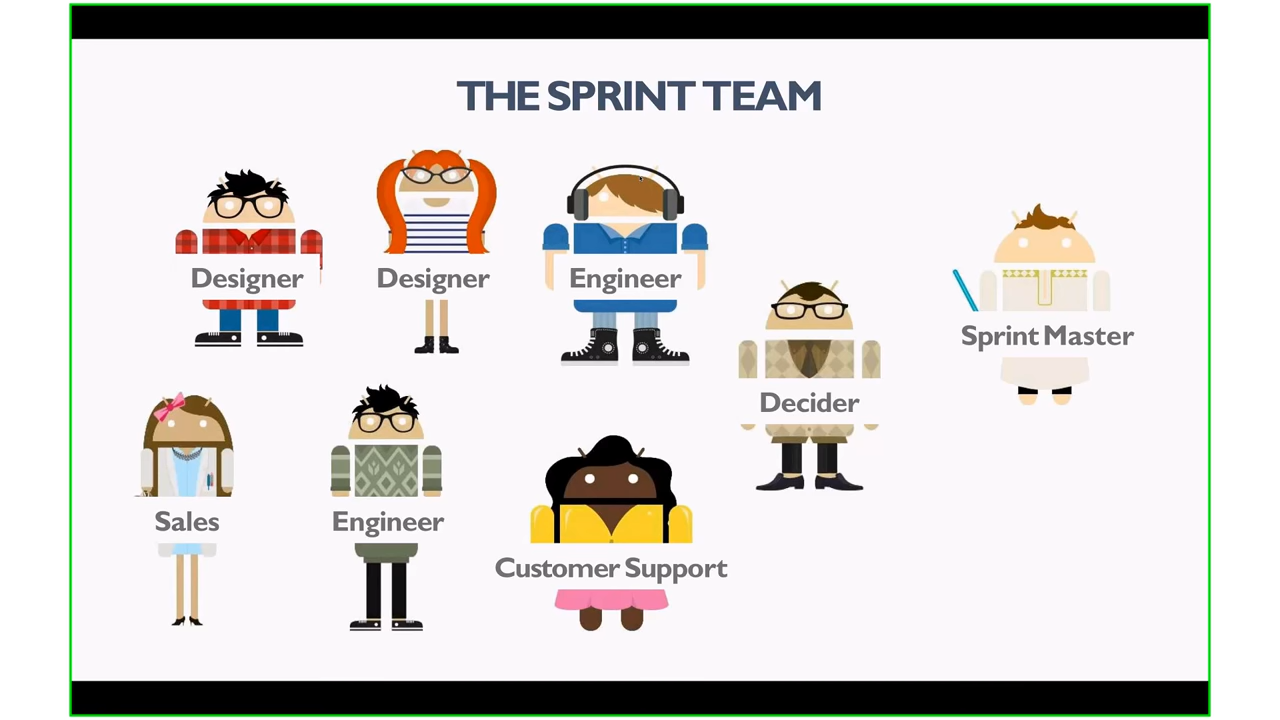 THE SPRINT TEAM
Designer
Designer
Engineer
Sprint Master
Decider
Sales
Engineer
Customer Support